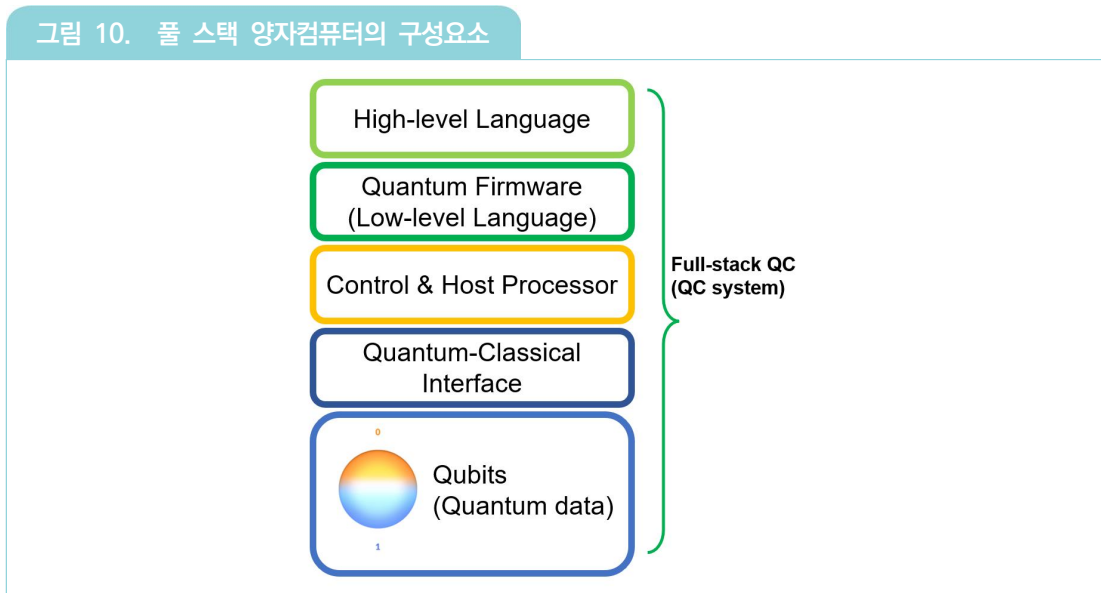 그림 10. 풀 스택 양자컴퓨터의 구성요소
High-level Language
Quantum Firmware
(Low-level Language)
Control & Host Processor
Full-stack QC
(QC system)
Quantum-Classical
Interface
0
Qubits
(Quantum data)
1